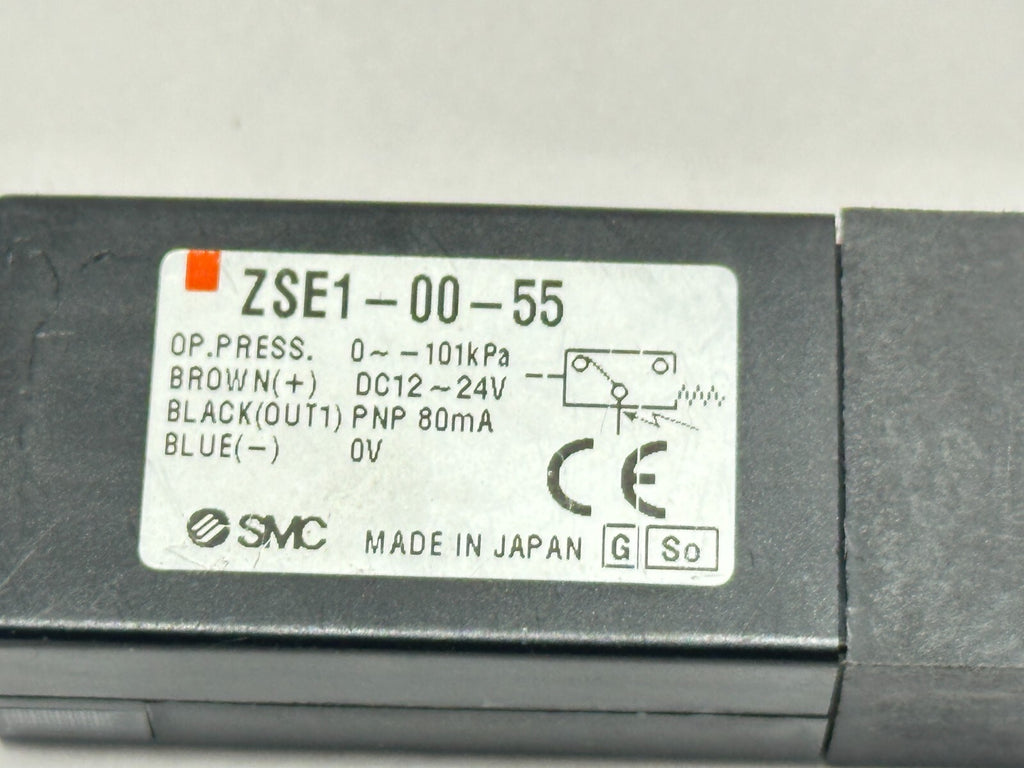 ZSE1-00-55
OP.PRESS. 0~-101kPa
BROWN(+) DC12~24V
BLACK(OUT1) PNP 80mA
BLUE(-) 0V
CE
SMC MADE IN JAPAN G So